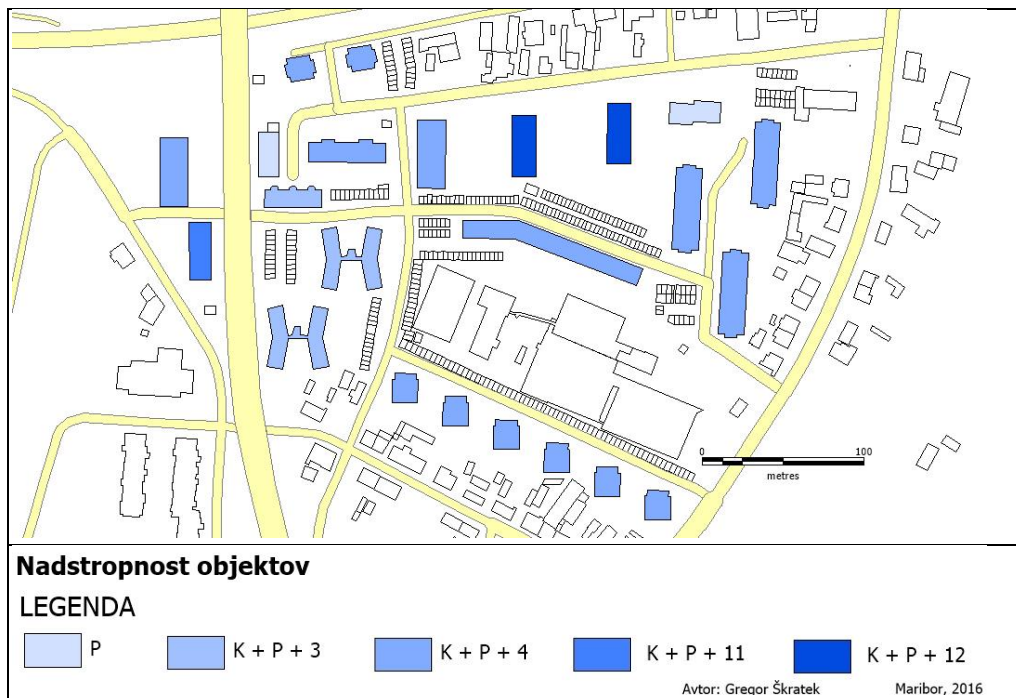 0 100
metres
Nadstropnost objektov
LEGENDA
P K + P + 3 K + P + 4 K + P + 11 K + P + 12
Avtor: Gregor Škratek Maribor, 2016